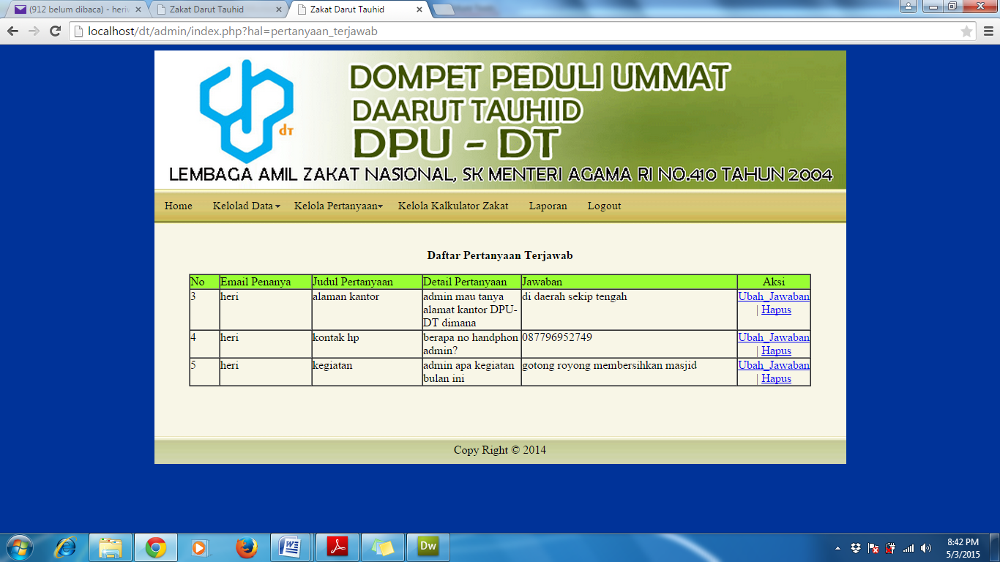 (912 belum dibaca) - heri
Zakat Darut Tauhid
Zakat Darut Tauhid
localhost/dt/admin/index.php?hal=pertanyaan_terjawab
dt
DOMPET PEDULI UMMAT
DAARUT TAUHIID
DPU - DT
LEMBAGA AMIL ZAKAT NASIONAL, SK MENTERI AGAMA RI NO.410 TAHUN 2004
Home Kelolad Data Kelola Pertanyaan Kelola Kalkulator Zakat Laporan Logout
Daftar Pertanyaan Terjawab
No Email Penanya Judul Pertanyaan Detail Pertanyaan Jawaban Aksi
3 heri alaman kantor admin mau tanya di daerah sekip tengah Ubah_Jawaban
alamat kantor DPU- | Hapus
DT dimana
4 heri kontak hp berapa no handphon 087796952749 Ubah_Jawaban
admin? | Hapus
5 heri kegiatan admin apa kegiatan gotong royong membersihkan masjid Ubah_Jawaban
bulan ini | Hapus
Copy Right © 2014
Dw
8:42 PM
5/3/2015